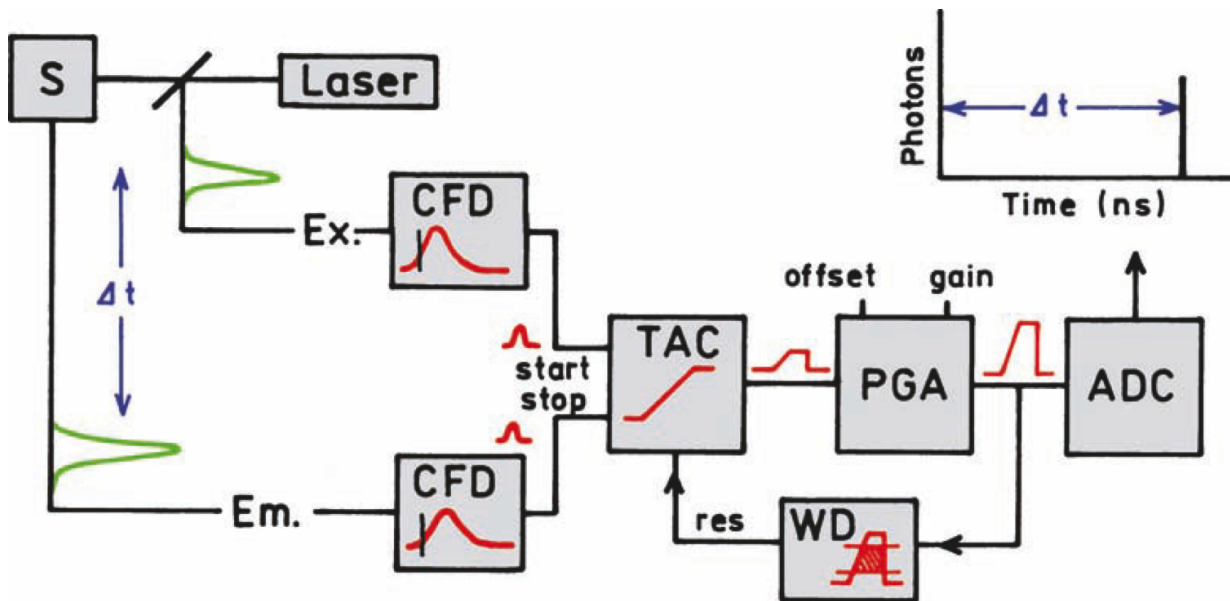 S
Laser
Δt
Ex.
CFD
Em.
CFD
start
stop
TAC
offset
gain
PGA
ADC
res
WD
Photons
Δt
Time (ns)